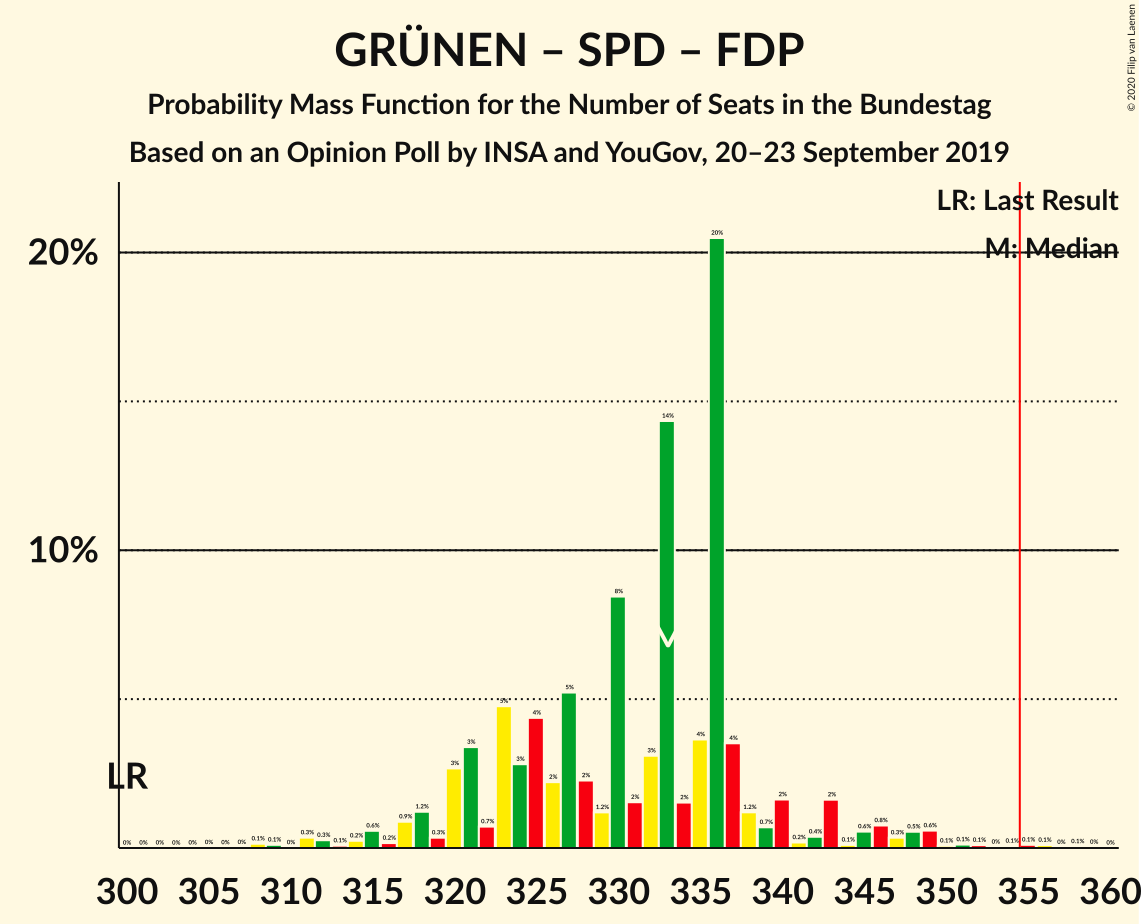 GRÜNEN – SPD – FDP
Probability Mass Function for the Number of Seats in the Bundestag
Based on an Opinion Poll by INSA and YouGov, 20–23 September 2019
© 2020 Filip van Laenen
LR: Last Result
M: Median
20%
10%
LR
M
0% 0% 0% 0% 0% 0% 0% 0% 0.1% 0.1% 0% 0.3% 0.3% 0.1% 0.2% 0.6% 0.2% 0.9% 1.2% 0.3% 3% 3% 0.7% 5% 3% 4% 2% 5% 2% 1.2% 8% 2% 3% 14% 2% 4% 20% 4% 1.2% 0.7% 2% 0.2% 0.4% 2% 0.1% 0.6% 0.8% 0.3% 0.5% 0.6% 0.1% 0.1% 0.1% 0% 0.1% 0.1% 0.1% 0% 0.1% 0% 0%
300 305 310 315 320 325 330 335 340 345 350 355 360